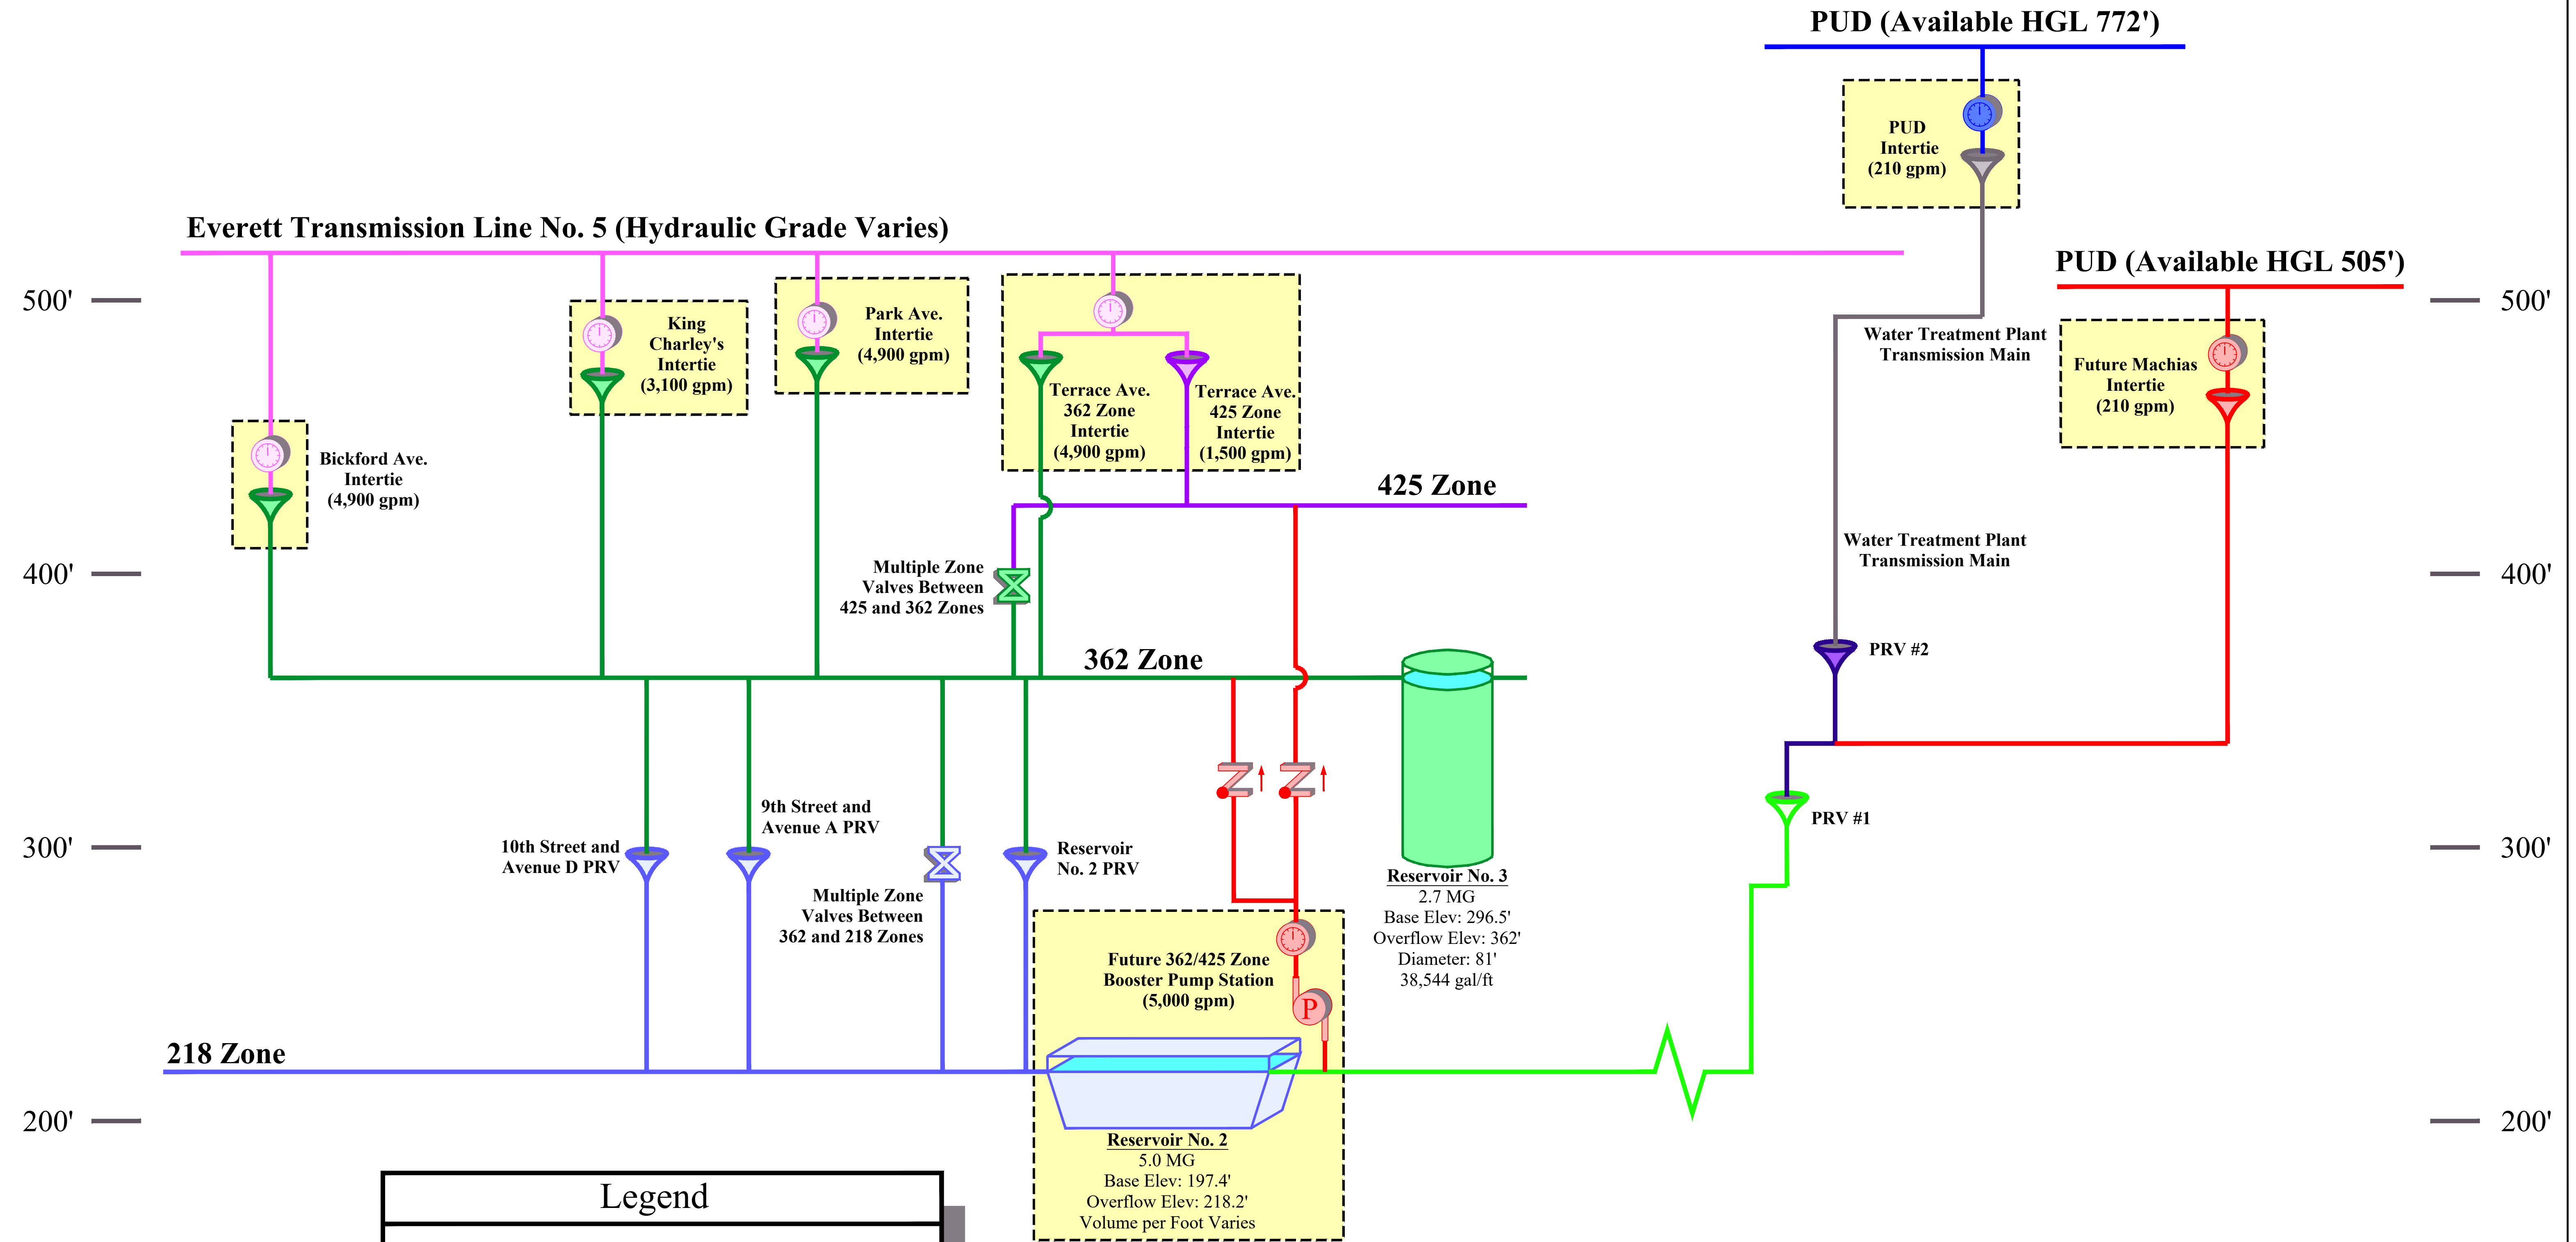 PUD (Available HGL 772')
PUD
Intertie
(210 gpm)
Everett Transmission Line No. 5 (Hydraulic Grade Varies)
PUD (Available HGL 505')
500'
500'
King
Charley's
Intertie
(3,100 gpm)
Park Ave.
Intertie
(4,900 gpm)
Water Treatment Plant
Transmission Main
Future Machias
Intertie
(210 gpm)
Terrace Ave.
362 Zone
Intertie
(4,900 gpm)
Terrace Ave.
425 Zone
Intertie
(1,500 gpm)
Bickford Ave.
Intertie
(4,900 gpm)
425 Zone
Water Treatment Plant
Transmission Main
400'
400'
Multiple Zone
Valves Between
425 and 362 Zones
362 Zone
PRV #2
9th Street and
Avenue A PRV
PRV #1
300'
300'
10th Street and
Avenue D PRV
Reservoir
No. 2 PRV
Multiple Zone
Valves Between
362 and 218 Zones
Reservoir No. 3
2.7 MG
Base Elev: 296.5'
Overflow Elev: 362'
Diameter: 81'
38,544 gal/ft
Future 362/425 Zone
Booster Pump Station
(5,000 gpm)
P
218 Zone
200'
200'
Reservoir No. 2
5.0 MG
Base Elev: 197.4'
Overflow Elev: 218.2'
Volume per Foot Varies
Legend